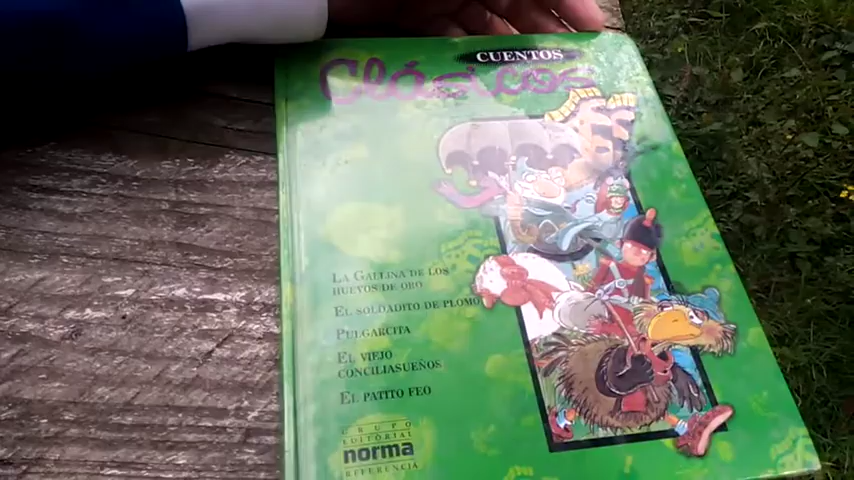 CUENTOS
Clásicos
LA GALLINA DE LOS
HUEVOS DE ORO
EL SOLDADITO DE PLOMO
PULGARCITA
EL VIEJO
CONCILIASUEÑOS
EL PATITO FEO
GRUPO
EDITORIAL
norma
REFERENCIA